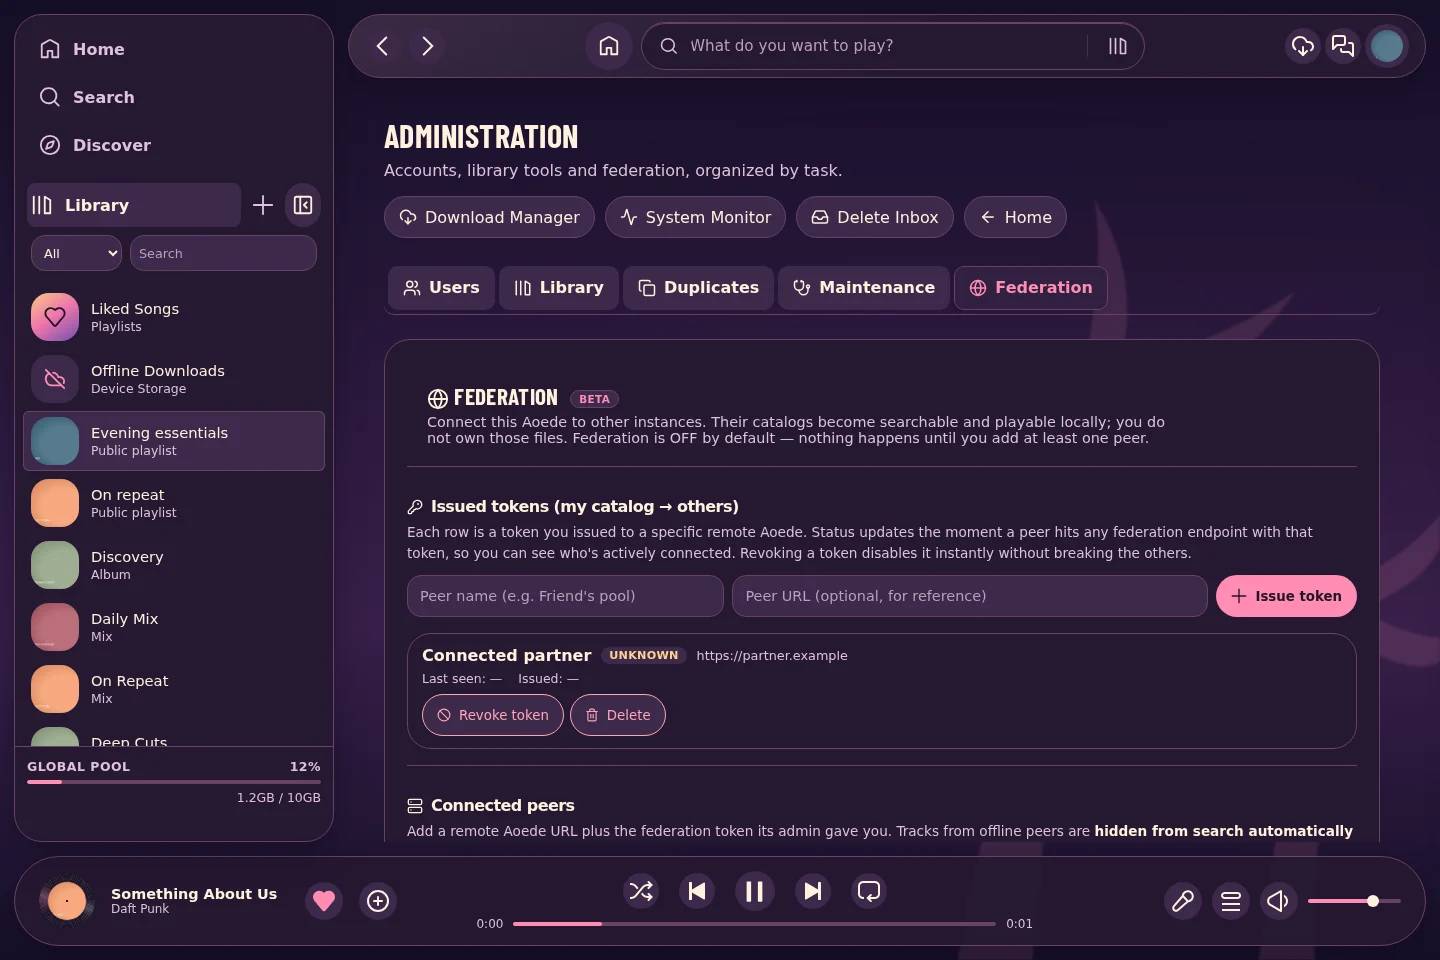 Home
Search
Discover
Library
All
Search
Liked Songs
Playlists
Offline Downloads
Device Storage
Evening essentials
Public playlist
On repeat
Public playlist
Discovery
Album
Daily Mix
Mix
On Repeat
Mix
Deep Cuts
GLOBAL POOL 12%
1.2GB / 10GB
What do you want to play?
ADMINISTRATION
Accounts, library tools and federation, organized by task.
Download Manager System Monitor Delete Inbox Home
Users Library Duplicates Maintenance Federation
FEDERATION BETA
Connect this Aoede to other instances. Their catalogs become searchable and playable locally; you do
not own those files. Federation is OFF by default — nothing happens until you add at least one peer.
Issued tokens (my catalog → others)
Each row is a token you issued to a specific remote Aoede. Status updates the moment a peer hits any federation endpoint with that
token, so you can see who's actively connected. Revoking a token disables it instantly without breaking the others.
Peer name (e.g. Friend's pool) Peer URL (optional, for reference) Issue token
Connected partner UNKNOWN https://partner.example
Last seen: — Issued: —
Revoke token Delete
Connected peers
Add a remote Aoede URL plus the federation token its admin gave you. Tracks from offline peers are hidden from search automatically
Something About Us
Daft Punk
0:00 0:01